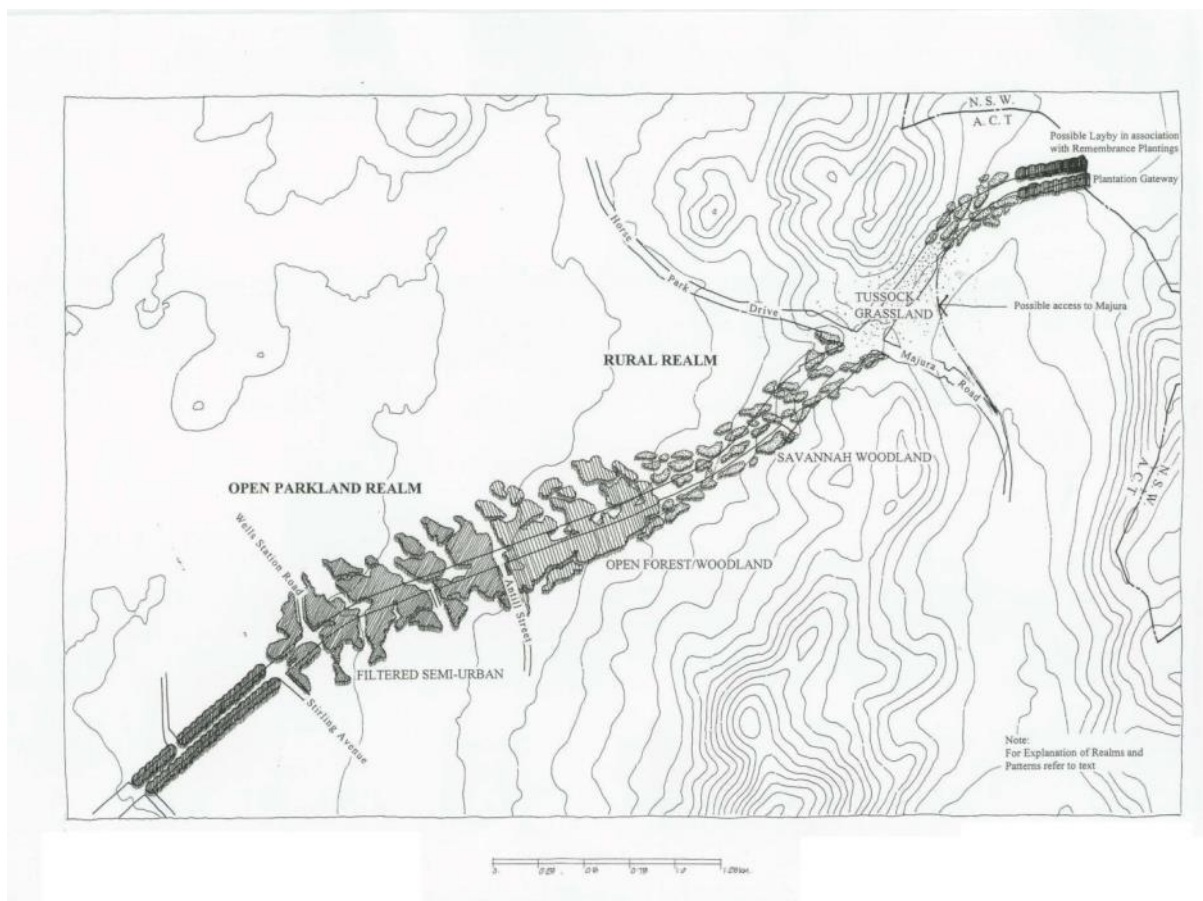 N. S. W.
A. C. T
Possible Layby in association
with Remembrance Plantings
Plantation Gateway
Horse Park Drive
TUSSOCK
GRASSLAND
Possible access to Majura
RURAL REALM
Majura Road
SAVANNAH WOODLAND
N. S. W.
A. C. T
OPEN PARKLAND REALM
Wells Station Road
OPEN FOREST/WOODLAND
Antill Street
FILTERED SEMI-URBAN
Stirling Avenue
Note:
For Explanation of Realms and
Patterns refer to text